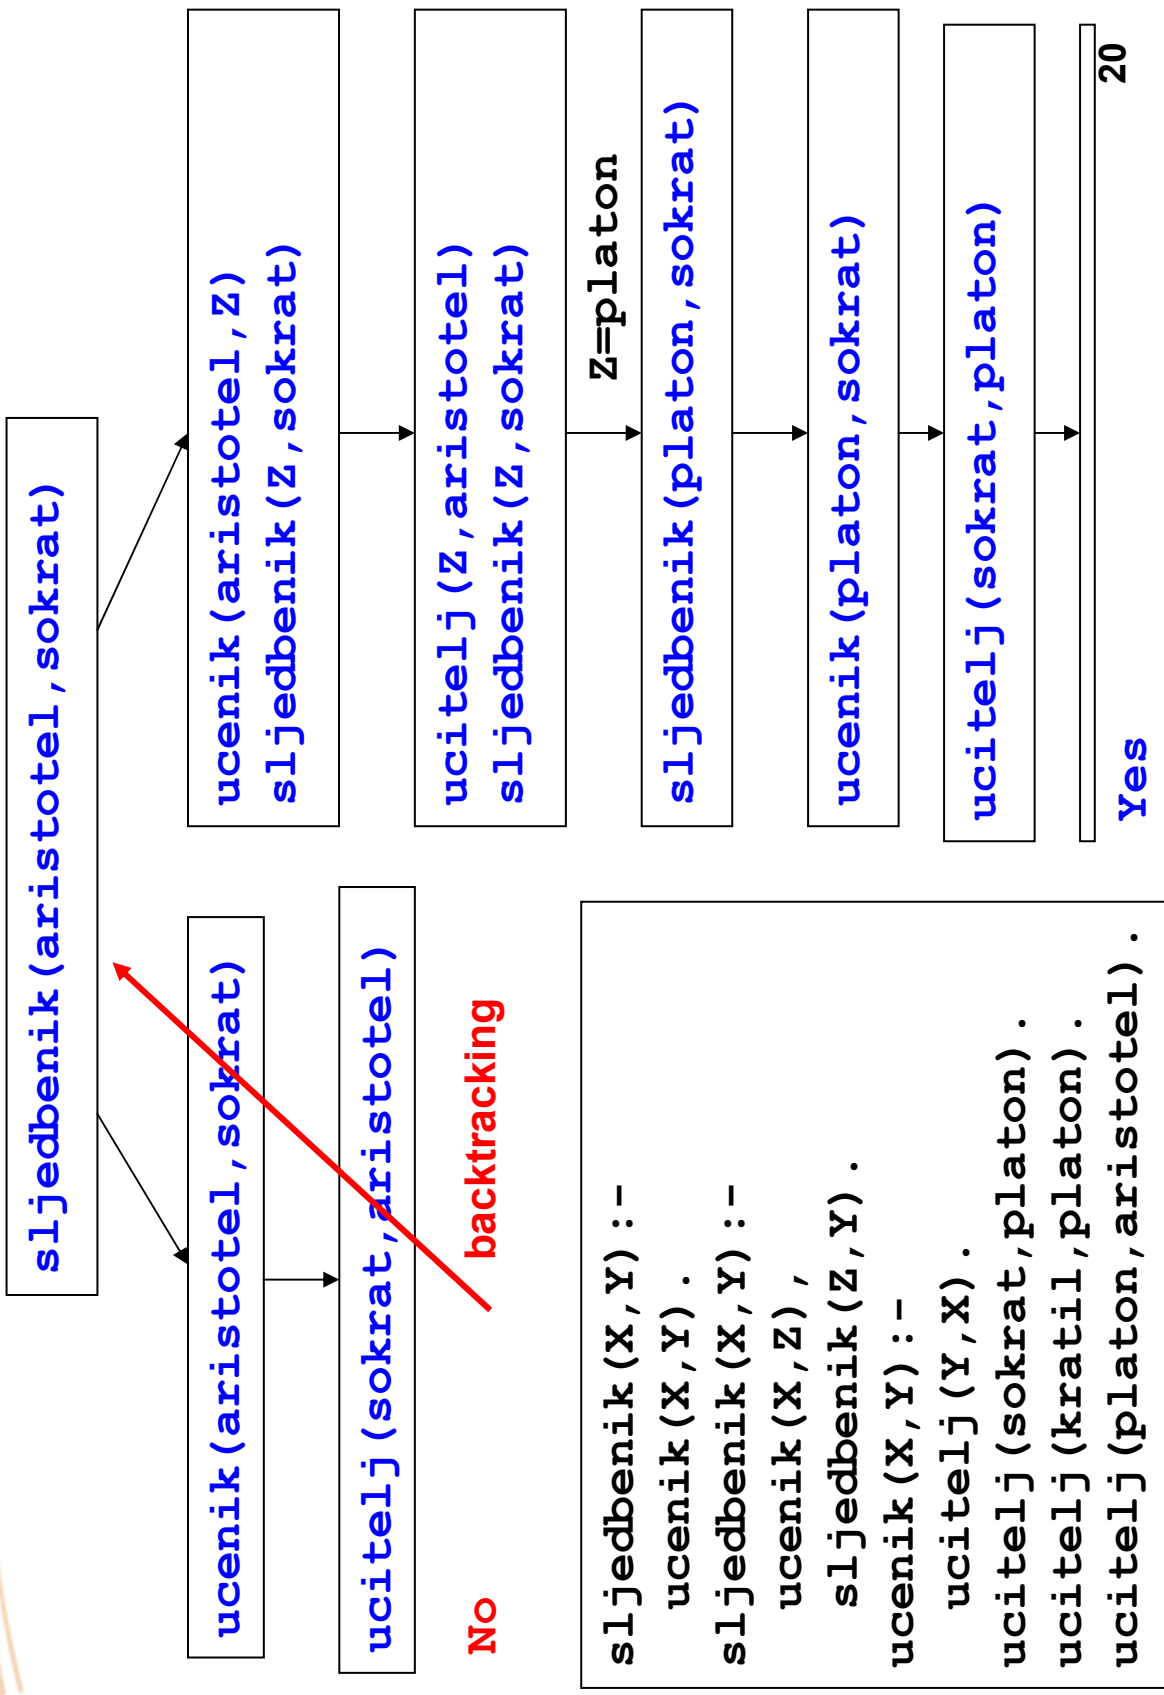 sljedbenik(aristotel,sokrat)
ucenik(aristotel,sokrat)
ucitelj(sokrat,aristotel)
No
backtracking
ucenik(aristotel,Z)
sljedbenik(Z,sokrat)
ucitelj(Z,aristotel)
sljedbenik(Z,sokrat)
Z=platon
sljedbenik(platon,sokrat)
ucenik(platon,sokrat)
ucitelj(sokrat,platon)
Yes
sljedbenik(X,Y):-
ucenik(X,Y).
sljedbenik(X,Y):-
ucenik(X,Z),
sljedbenik(Z,Y).
ucenik(X,Y):-
ucitelj(Y,X).
ucitelj(sokrat,platon).
ucitelj(kratil,platon).
ucitelj(platon,aristotel).
20